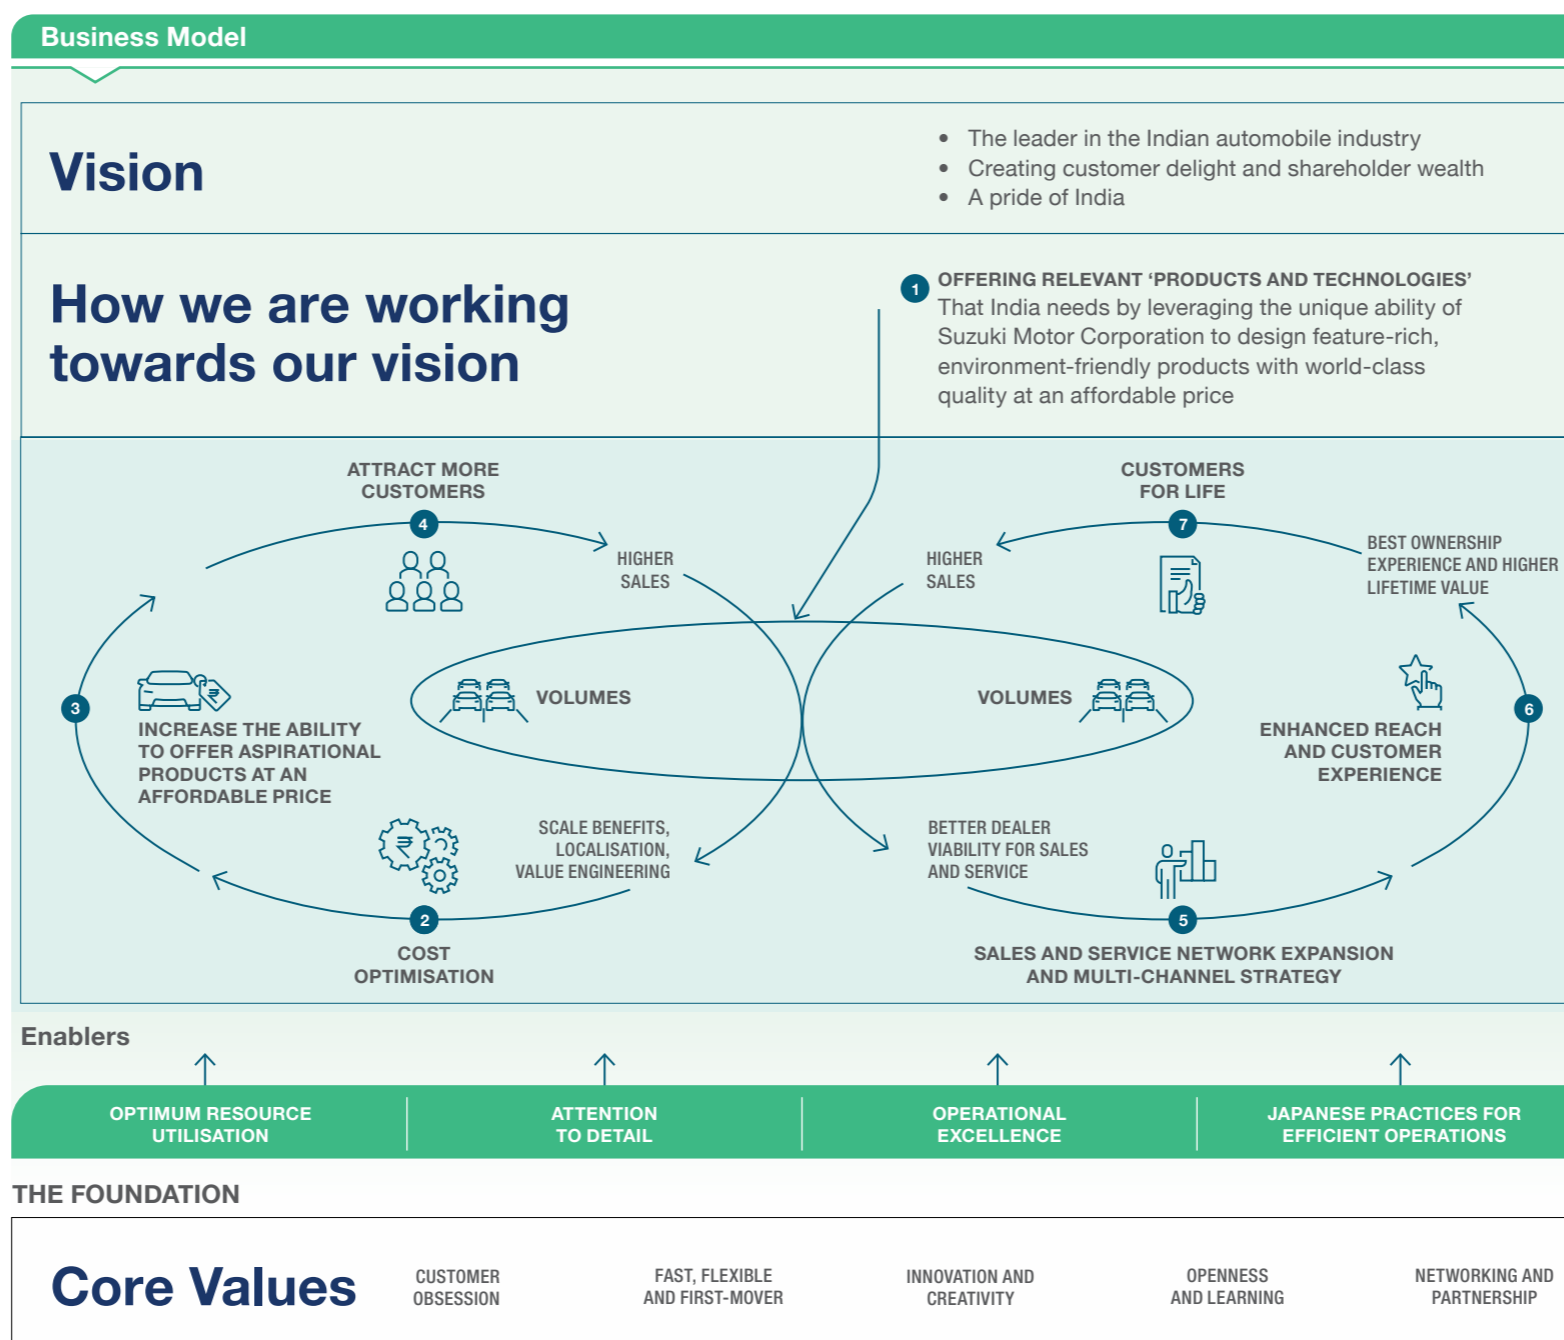 Business Model
Vision
• The leader in the Indian automobile industry
• Creating customer delight and shareholder wealth
• A pride of India
How we are working
towards our vision
1
OFFERING RELEVANT ‘PRODUCTS AND TECHNOLOGIES’
That India needs by leveraging the unique ability of
Suzuki Motor Corporation to design feature-rich,
environment-friendly products with world-class
quality at an affordable price
ATTRACT MORE
CUSTOMERS
4
HIGHER
SALES
CUSTOMERS
FOR LIFE
7
HIGHER
SALES
BEST OWNERSHIP
EXPERIENCE AND HIGHER
LIFETIME VALUE
VOLUMES
VOLUMES
3
₹
INCREASE THE ABILITY
TO OFFER ASPIRATIONAL
PRODUCTS AT AN
AFFORDABLE PRICE
6
ENHANCED REACH
AND CUSTOMER
EXPERIENCE
₹
SCALE BENEFITS,
LOCALISATION,
VALUE ENGINEERING
2
COST
OPTIMISATION
BETTER DEALER
VIABILITY FOR SALES
AND SERVICE
5
SALES AND SERVICE NETWORK EXPANSION
AND MULTI-CHANNEL STRATEGY
Enablers
OPTIMUM RESOURCE
UTILISATION
ATTENTION
TO DETAIL
OPERATIONAL
EXCELLENCE
JAPANESE PRACTICES FOR
EFFICIENT OPERATIONS
THE FOUNDATION
Core Values
CUSTOMER
OBSESSION
FAST, FLEXIBLE
AND FIRST-MOVER
INNOVATION AND
CREATIVITY
OPENNESS
AND LEARNING
NETWORKING AND
PARTNERSHIP